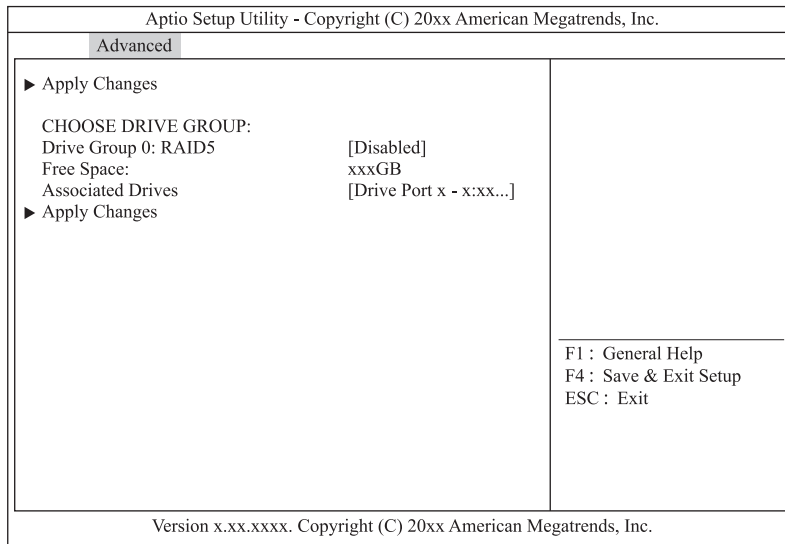 Aptio Setup Utility - Copyright (C) 20xx American Megatrends, Inc.
Advanced
▶ Apply Changes
CHOOSE DRIVE GROUP:
Drive Group 0: RAID5 [Disabled]
Free Space: xxxGB
Associated Drives [Drive Port x - x:xx...]
▶ Apply Changes
F1 : General Help
F4 : Save & Exit Setup
ESC : Exit
Version x.xx.xxxx. Copyright (C) 20xx American Megatrends, Inc.